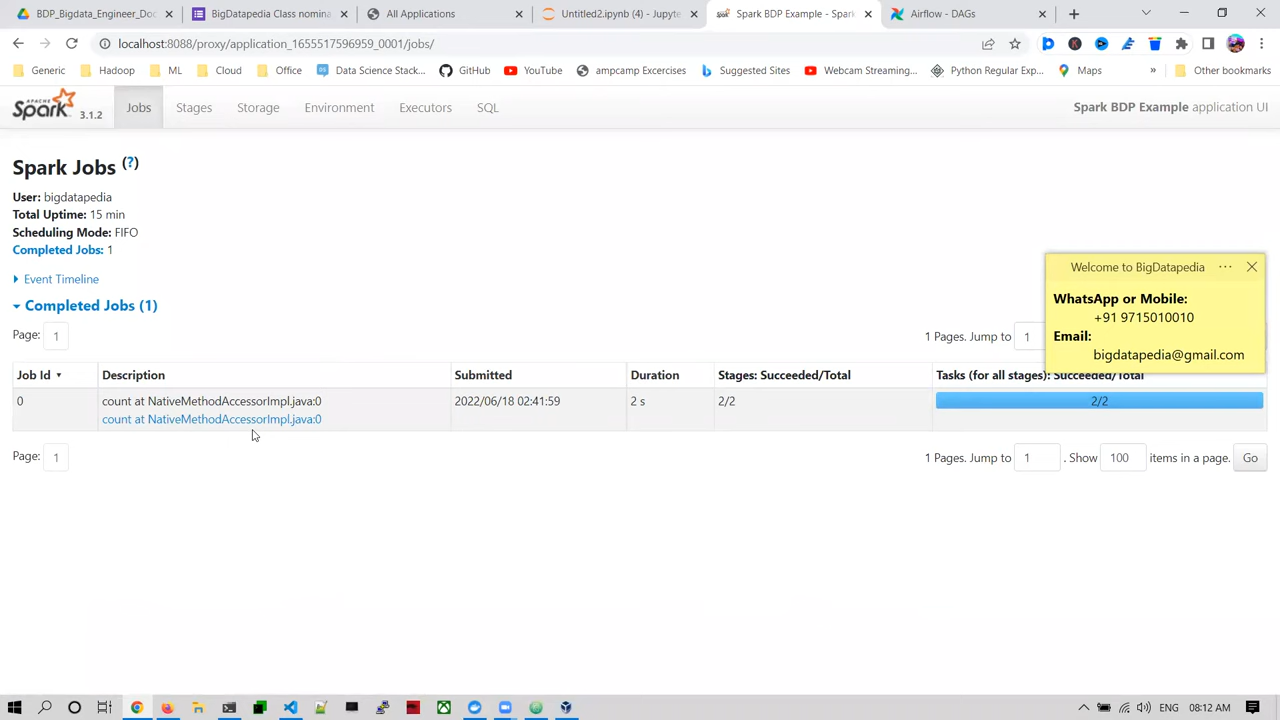 BDP_Bigdata_Engineer_Doc
BigDatapedia Class nomina
All Applications
Untitled2.ipynb (4) - Jupyte
Spark BDP Example - Spark
Airflow - DAGs
localhost:8088/proxy/application_1655517596959_0001/jobs/
Generic
Hadoop
ML
Cloud
Office
Data Science Stack...
GitHub
YouTube
ampcamp Excercises
Suggested Sites
Webcam Streaming...
Python Regular Exp...
Maps
»
Other bookmarks
APACHE
Spark 3.1.2
Jobs
Stages
Storage
Environment
Executors
SQL
Spark BDP Example application UI
Spark Jobs (?)
User: bigdatapedia
Total Uptime: 15 min
Scheduling Mode: FIFO
Completed Jobs: 1
Event Timeline
Completed Jobs (1)
Welcome to BigDatapedia
WhatsApp or Mobile:
+91 9715010010
Email:
bigdatapedia@gmail.com
Page: 1
1 Pages. Jump to 1
Job Id Description Submitted Duration Stages: Succeeded/Total Tasks (for all stages): Succeeded/Total
0 count at NativeMethodAccessorImpl.java:0 2022/06/18 02:41:59 2 s 2/2 2/2
count at NativeMethodAccessorImpl.java:0
Page: 1
1 Pages. Jump to 1 . Show 100 items in a page. Go
ENG 08:12 AM